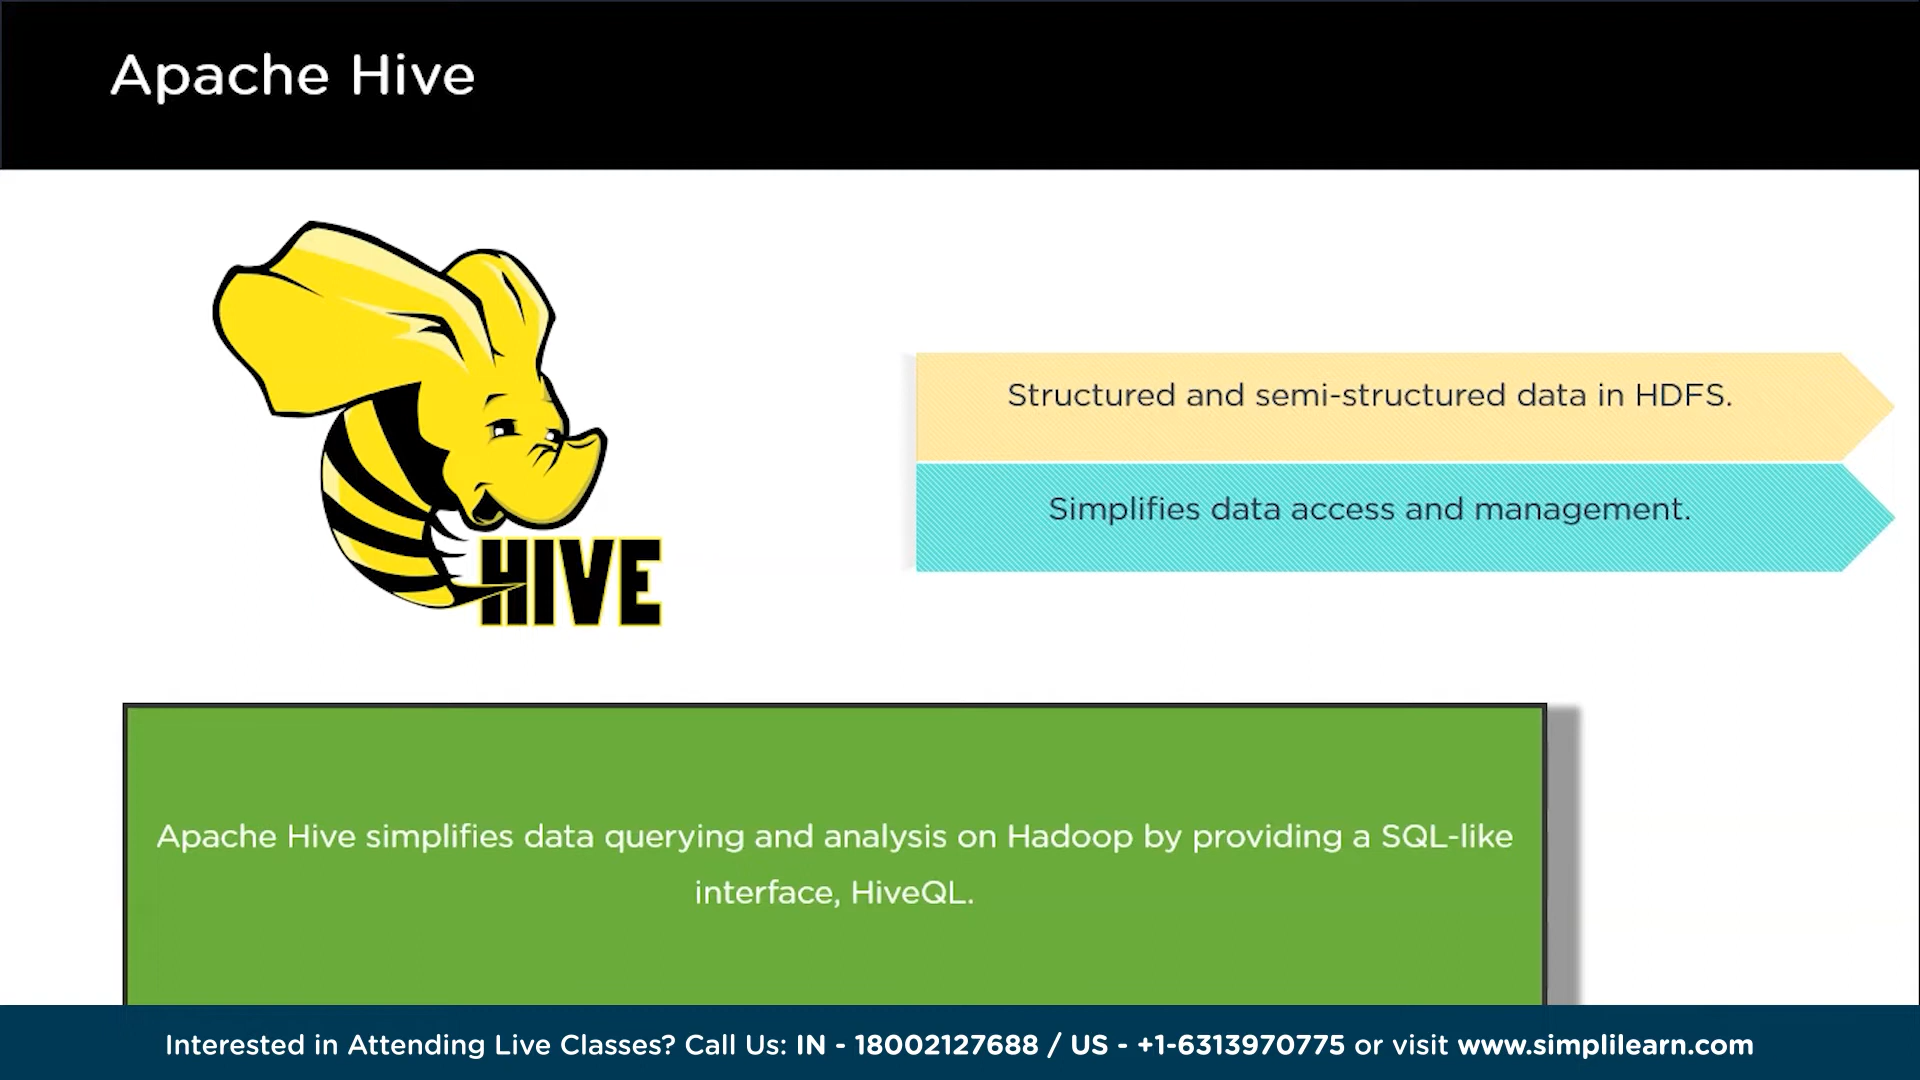 Apache Hive
HIVE
Structured and semi-structured data in HDFS.
Simplifies data access and management.
Apache Hive simplifies data querying and analysis on Hadoop by providing a SQL-like
interface, HiveQL.
Interested in Attending Live Classes? Call Us: IN - 18002127688 / US - +1-6313970775 or visit www.simplilearn.com